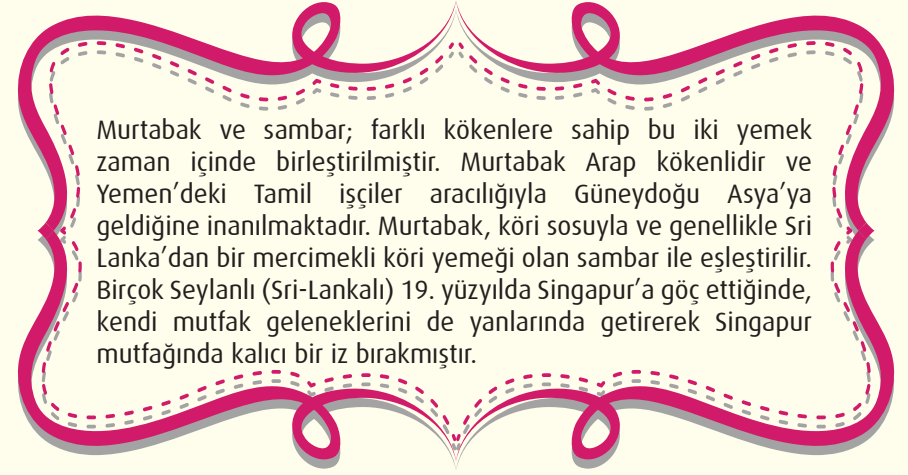 Murtabak ve sambar; farklı kökenlere sahip bu iki yemek
zaman içinde birleştirilmiştir. Murtabak Arap kökenlidir ve
Yemen’deki Tamil işçiler aracılığıyla Güneydoğu Asya’ya
geldiğine inanılmaktadır. Murtabak, köri sosuyla ve genellikle Sri
Lanka’dan bir mercimekli köri yemeği olan sambar ile eşleştirilir.
Birçok Seylanlı (Sri-Lankalı) 19. yüzyılda Singapur’a göç ettiğinde,
kendi mutfak geleneklerini de yanlarında getirerek Singapur
mutfağında kalıcı bir iz bırakmıştır.